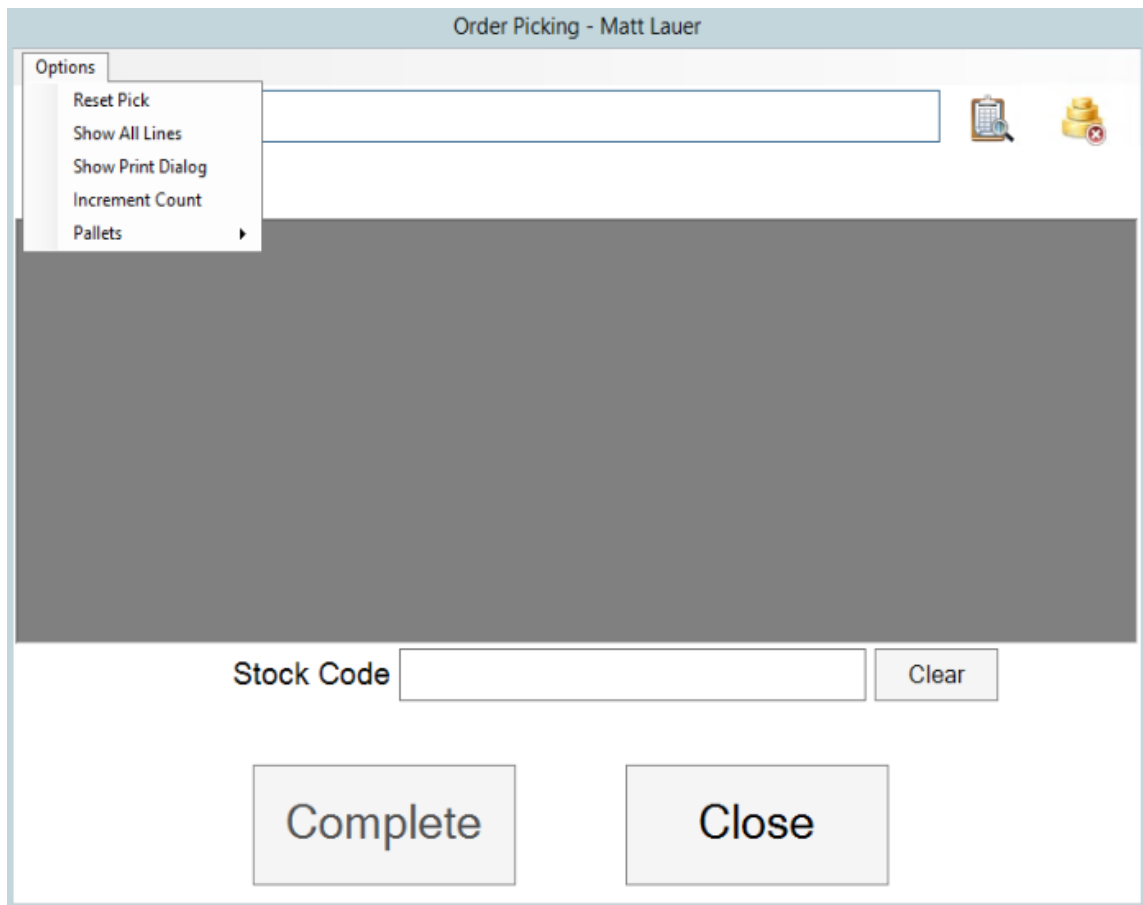 Order Picking - Matt Lauer
Options
Reset Pick
Show All Lines
Show Print Dialog
Increment Count
Pallets
Stock Code
Clear
Complete
Close